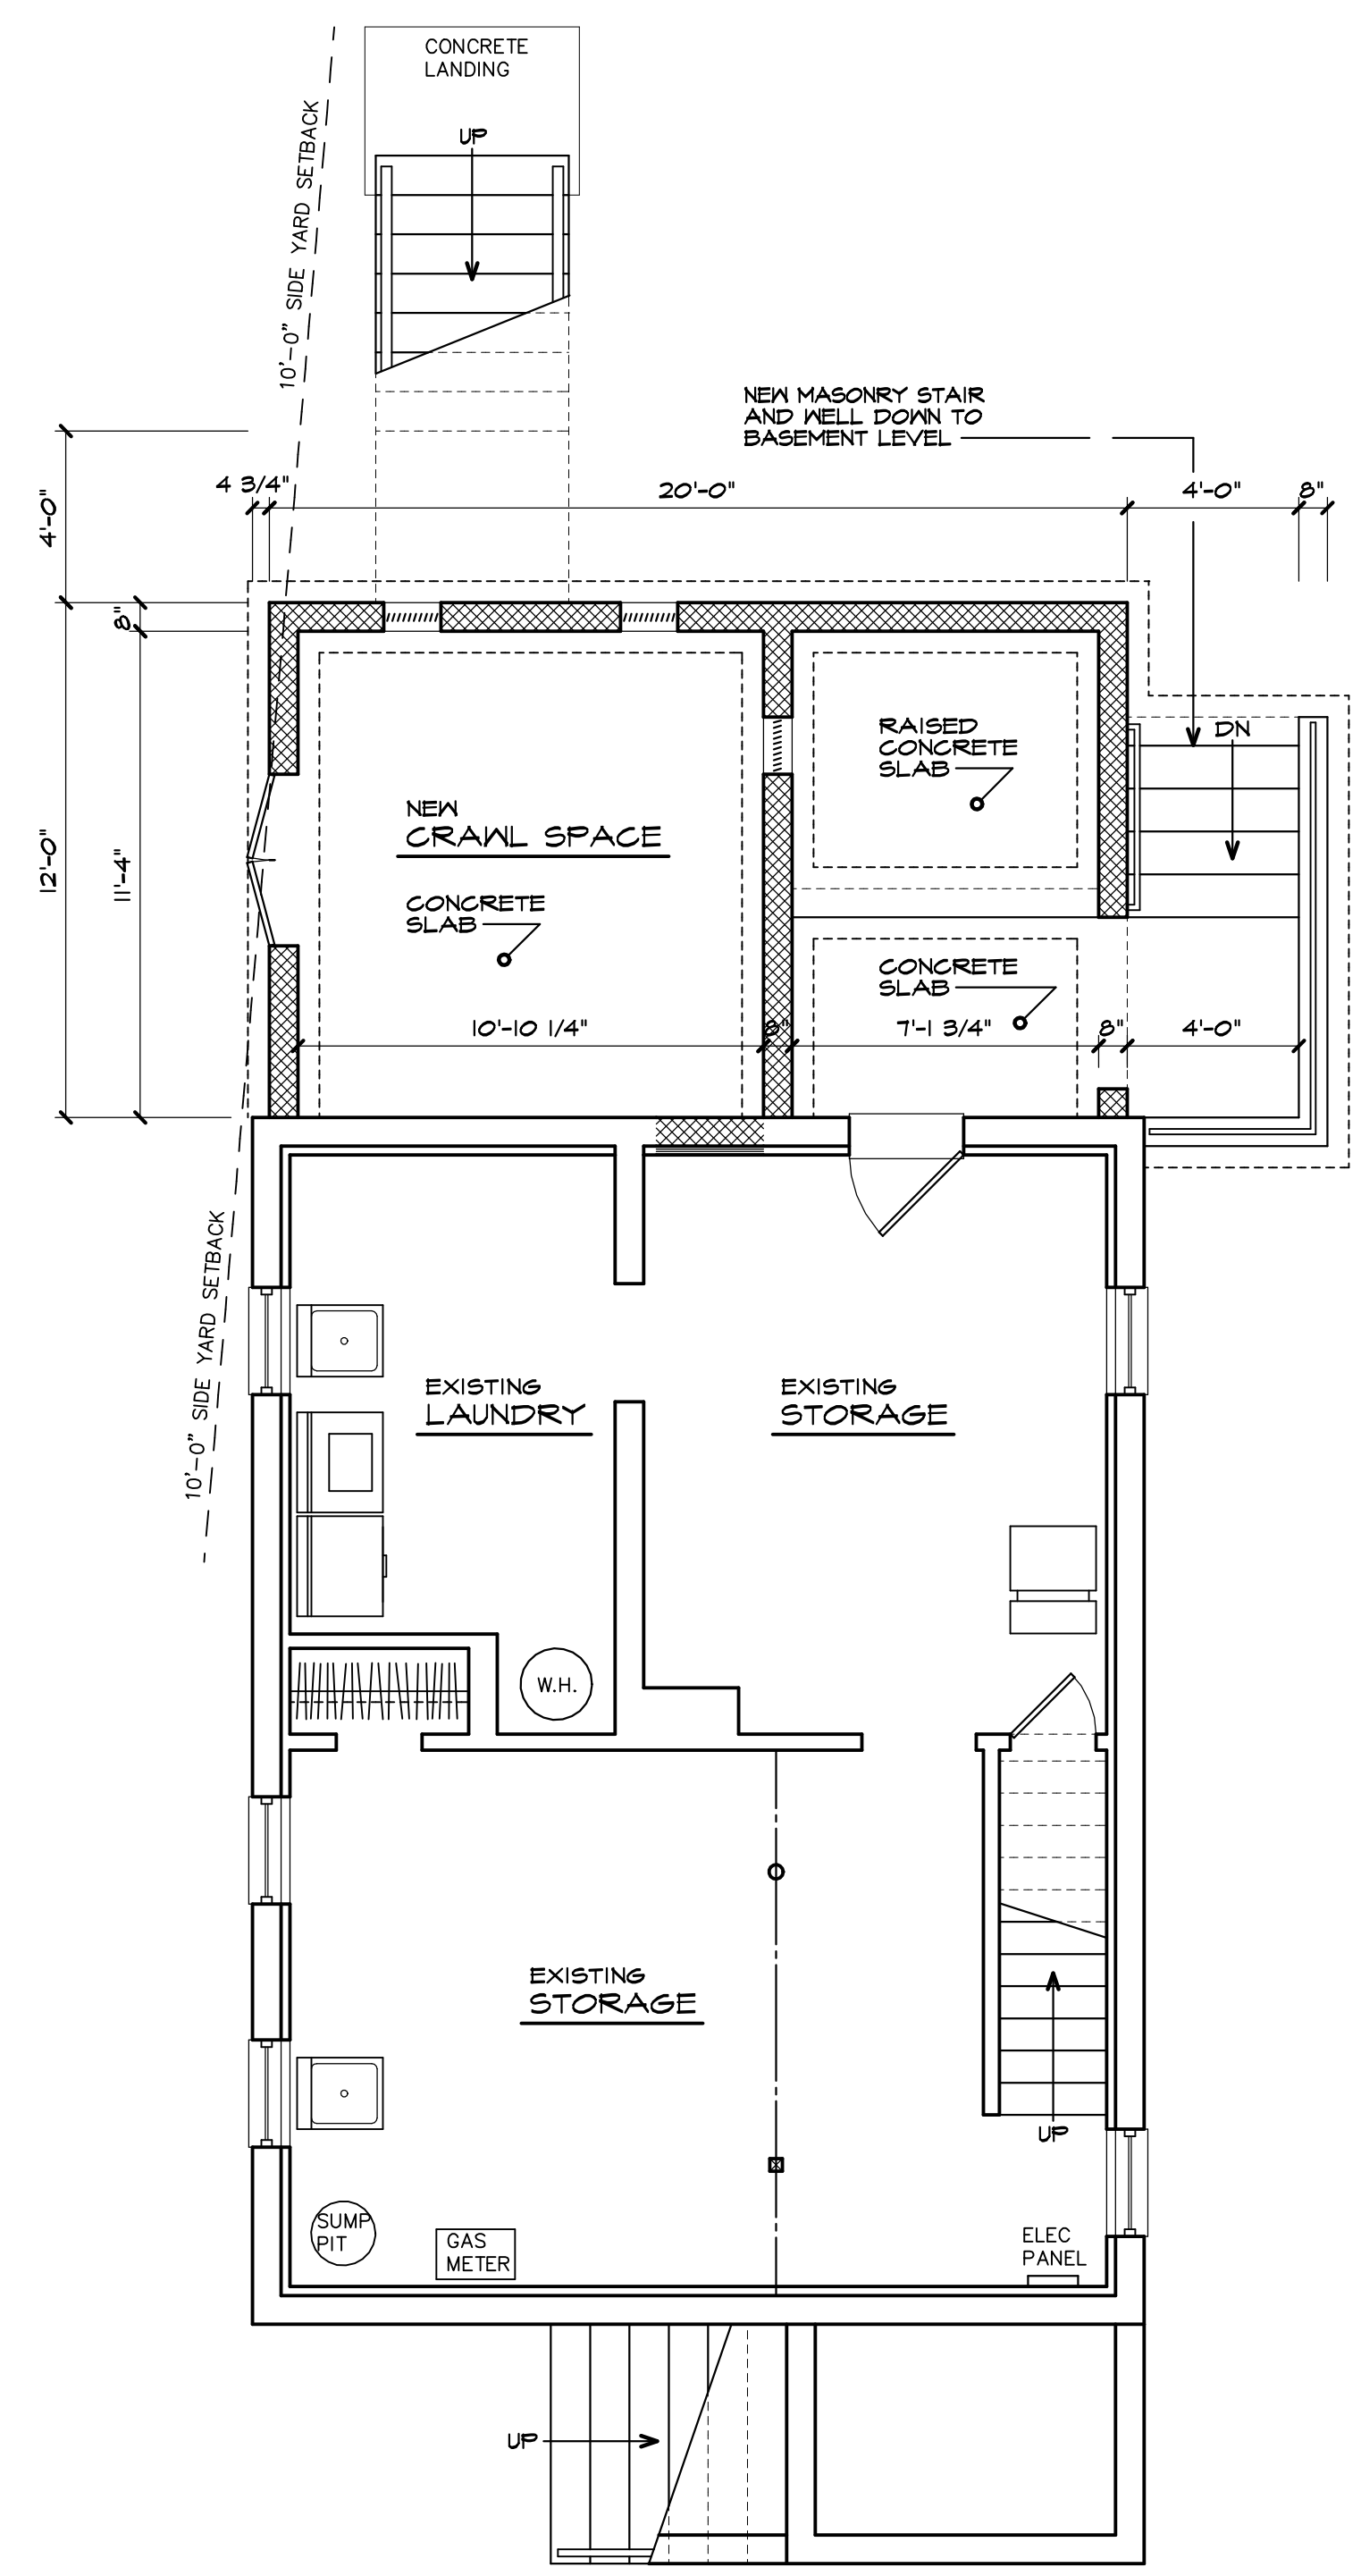 CONCRETE
LANDING
UP
10'-0" SIDE YARD SETBACK
NEW MASONRY STAIR
AND WELL DOWN TO
BASEMENT LEVEL
4 3/4"
20'-0"
4'-0"
8"
4'-0"
8"
12'-0"
11'-4"
RAISED
CONCRETE
SLAB
DN
NEW
CRAWL SPACE
CONCRETE
SLAB
CONCRETE
SLAB
10'-10 1/4"
8"
7'-1 3/4"
8"
4'-0"
10'-0" SIDE YARD SETBACK
EXISTING
LAUNDRY
EXISTING
STORAGE
W.H.
EXISTING
STORAGE
UP
SUMP
PIT
GAS
METER
ELEC
PANEL
UP